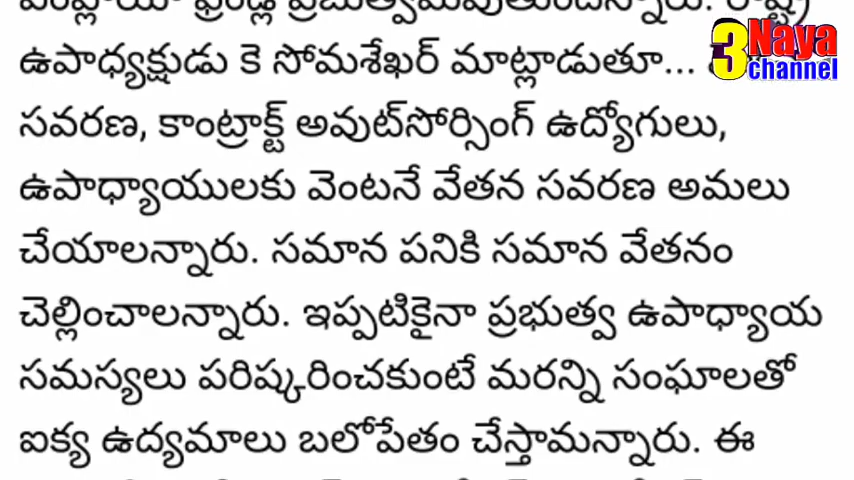 ఉపాధ్యక్షుడు కె సోమశేఖర్ మాట్లాడుతూ...
సవరణ, కాంట్రాక్ట్ అవుట్‌సోర్సింగ్ ఉద్యోగులు,
ఉపాధ్యాయులకు వెంటనే వేతన సవరణ అమలు
చేయాలన్నారు. సమాన పనికి సమాన వేతనం
చెల్లించాలన్నారు. ఇప్పటికైనా ప్రభుత్వ ఉపాధ్యాయ
సమస్యలు పరిష్కరించకుంటే మరన్ని సంఘాలతో
ఐక్య ఉద్యమాలు బలోపేతం చేస్తామన్నారు. ఈ
3 Naya
channel